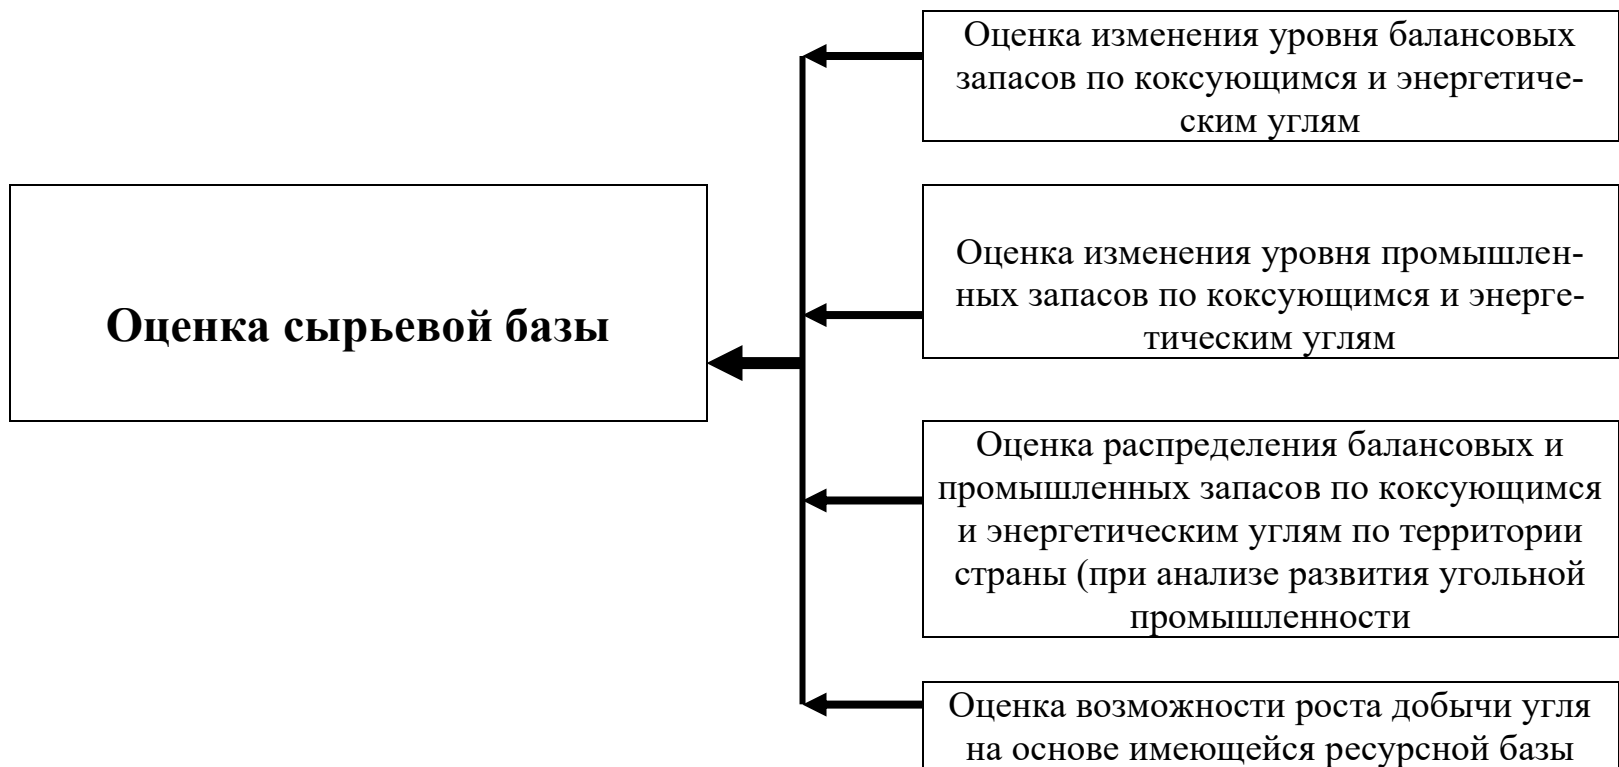 Оценка изменения уровня балансовых
запасов по коксующимся и энергетиче-
ским углям
Оценка сырьевой базы
Оценка изменения уровня промышлен-
ных запасов по коксующимся и энерге-
тическим углям
Оценка распределения балансовых и
промышленных запасов по коксующимся
и энергетическим углям по территории
страны (при анализе развития угольной
промышленности
Оценка возможности роста добычи угля
на основе имеющейся ресурсной базы